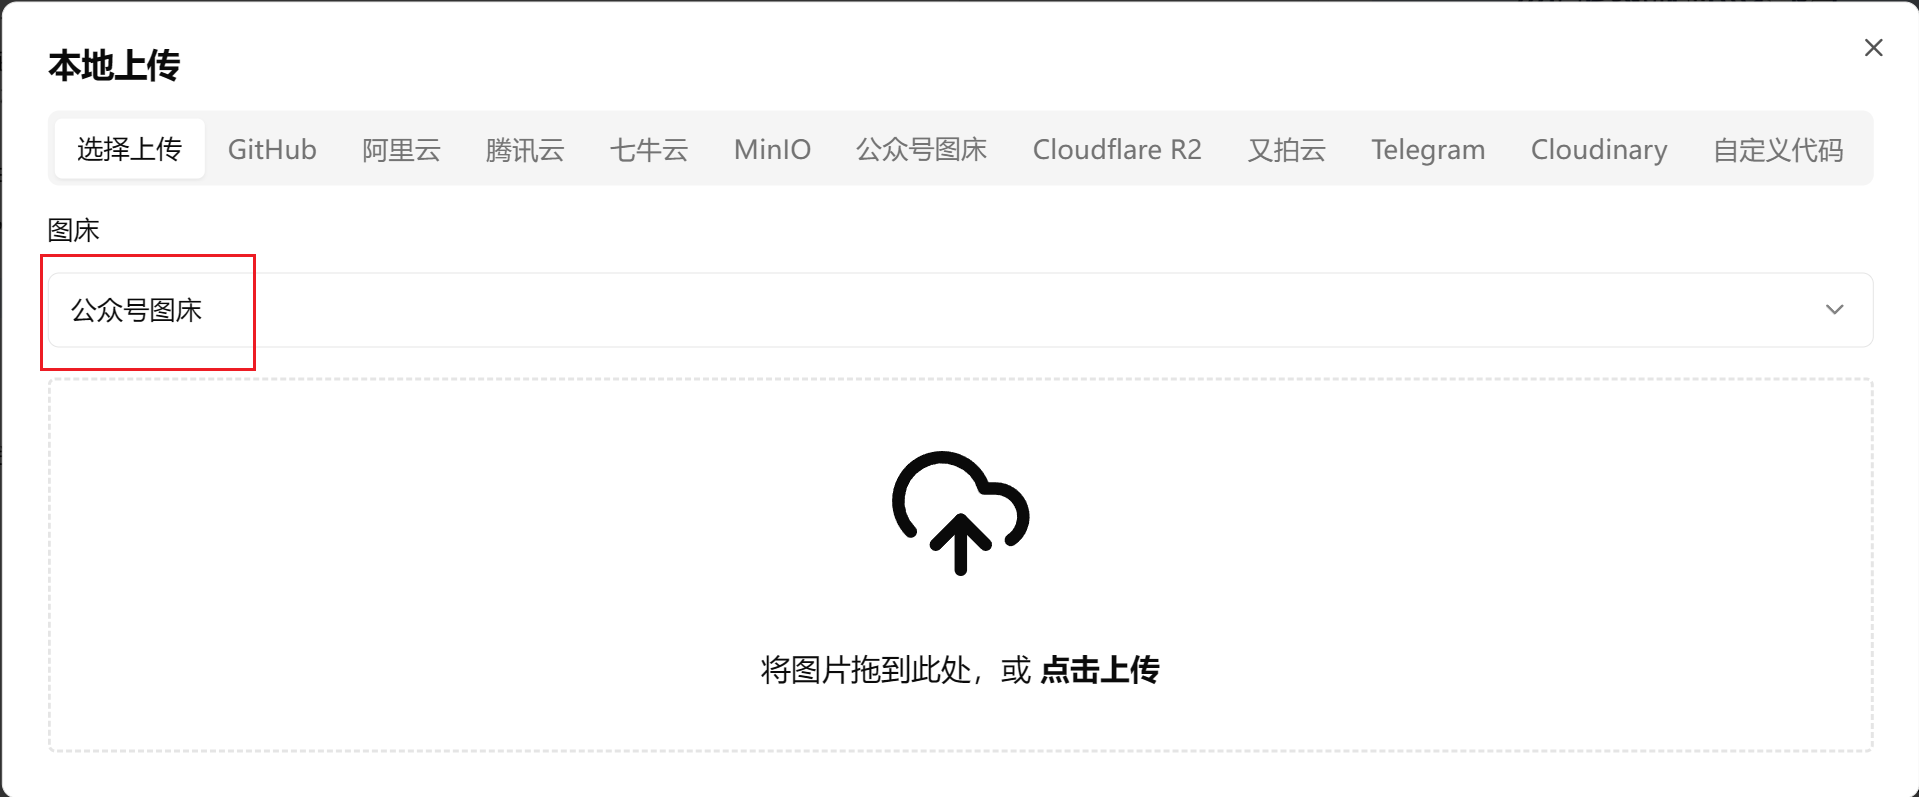 本地上传
选择上传 GitHub 阿里云 腾讯云 七牛云 MinIO 公众号图床 Cloudflare R2 又拍云 Telegram Cloudinary 自定义代码
图床
公众号图床
将图片拖到此处，或 点击上传